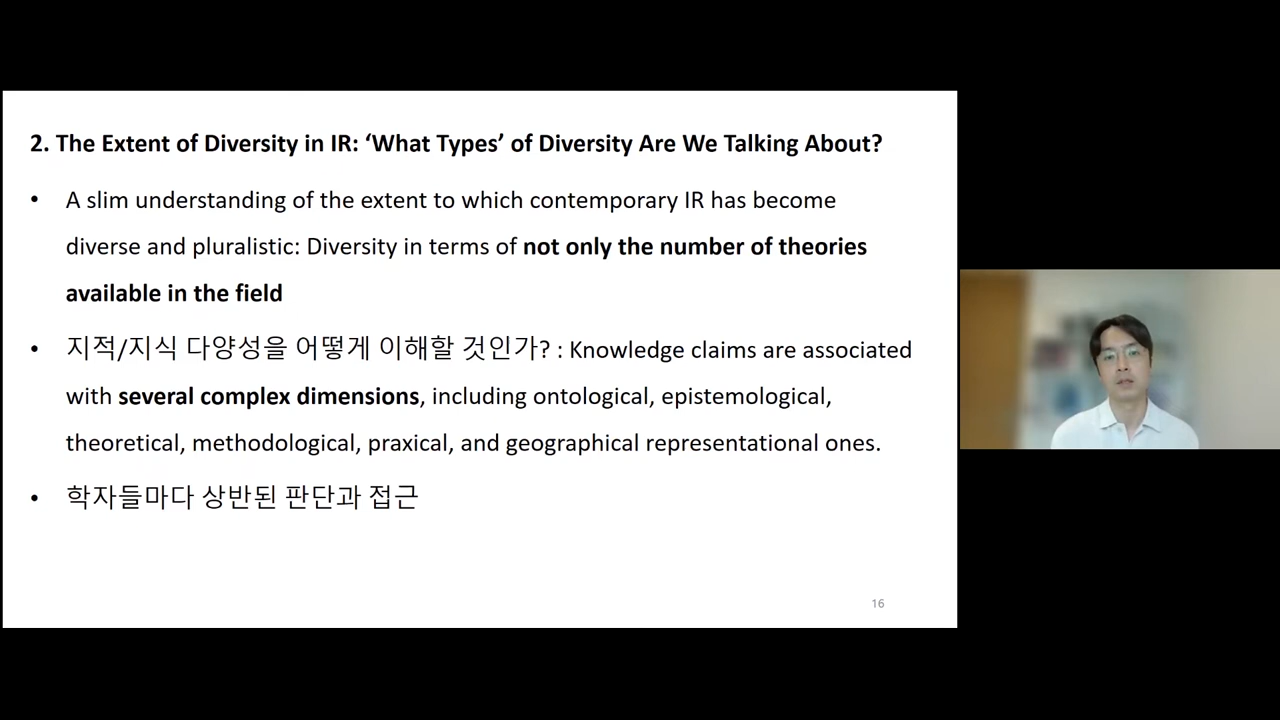 2. The Extent of Diversity in IR: ‘What Types’ of Diversity Are We Talking About?
• A slim understanding of the extent to which contemporary IR has become
diverse and pluralistic: Diversity in terms of not only the number of theories
available in the field
• 지적/지식 다양성을 어떻게 이해할 것인가? : Knowledge claims are associated
with several complex dimensions, including ontological, epistemological,
theoretical, methodological, praxical, and geographical representational ones.
• 학자들마다 상반된 판단과 접근
16